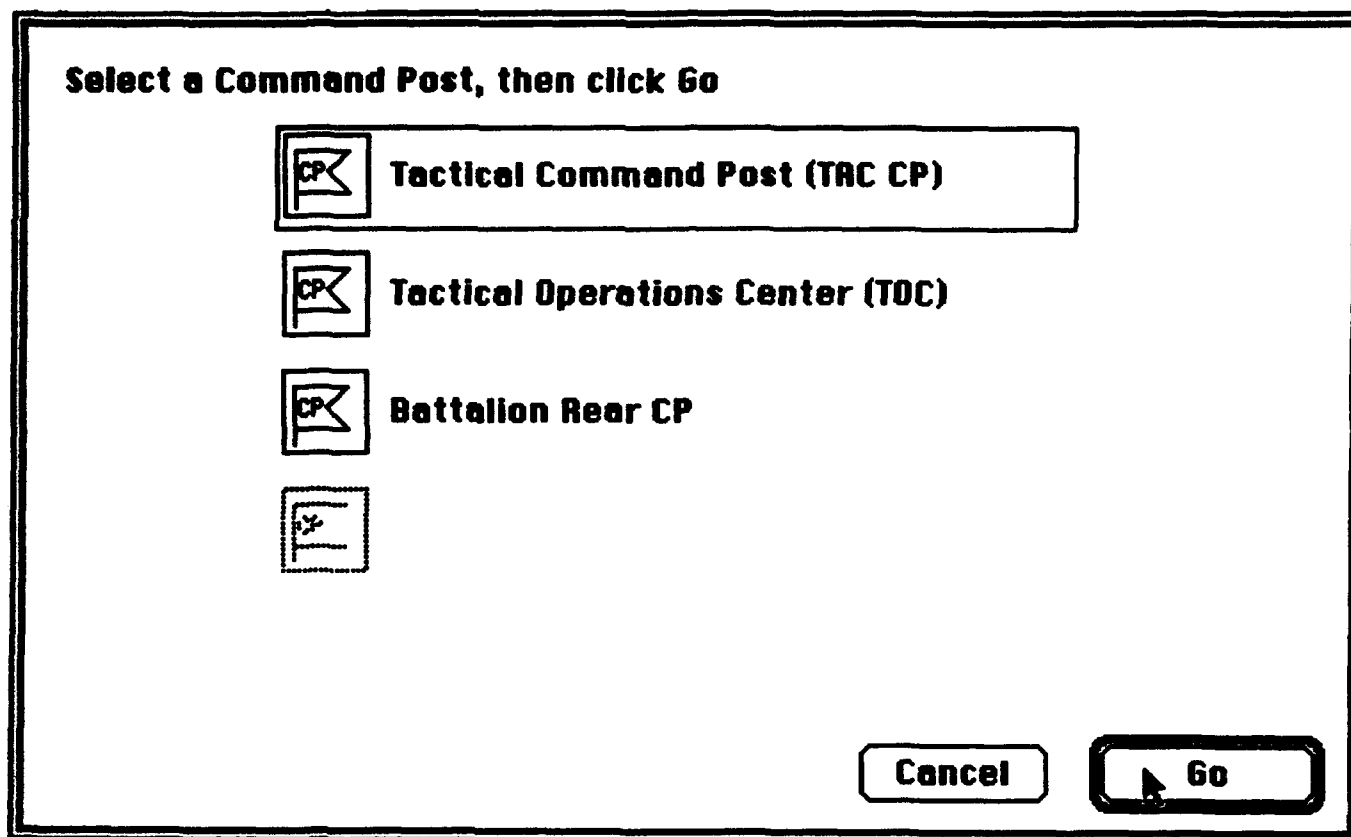 Select a Command Post, then click Go
CP Tactical Command Post (TAC CP)
CP Tactical Operations Center (TOC)
CP Battalion Rear CP
Cancel Go